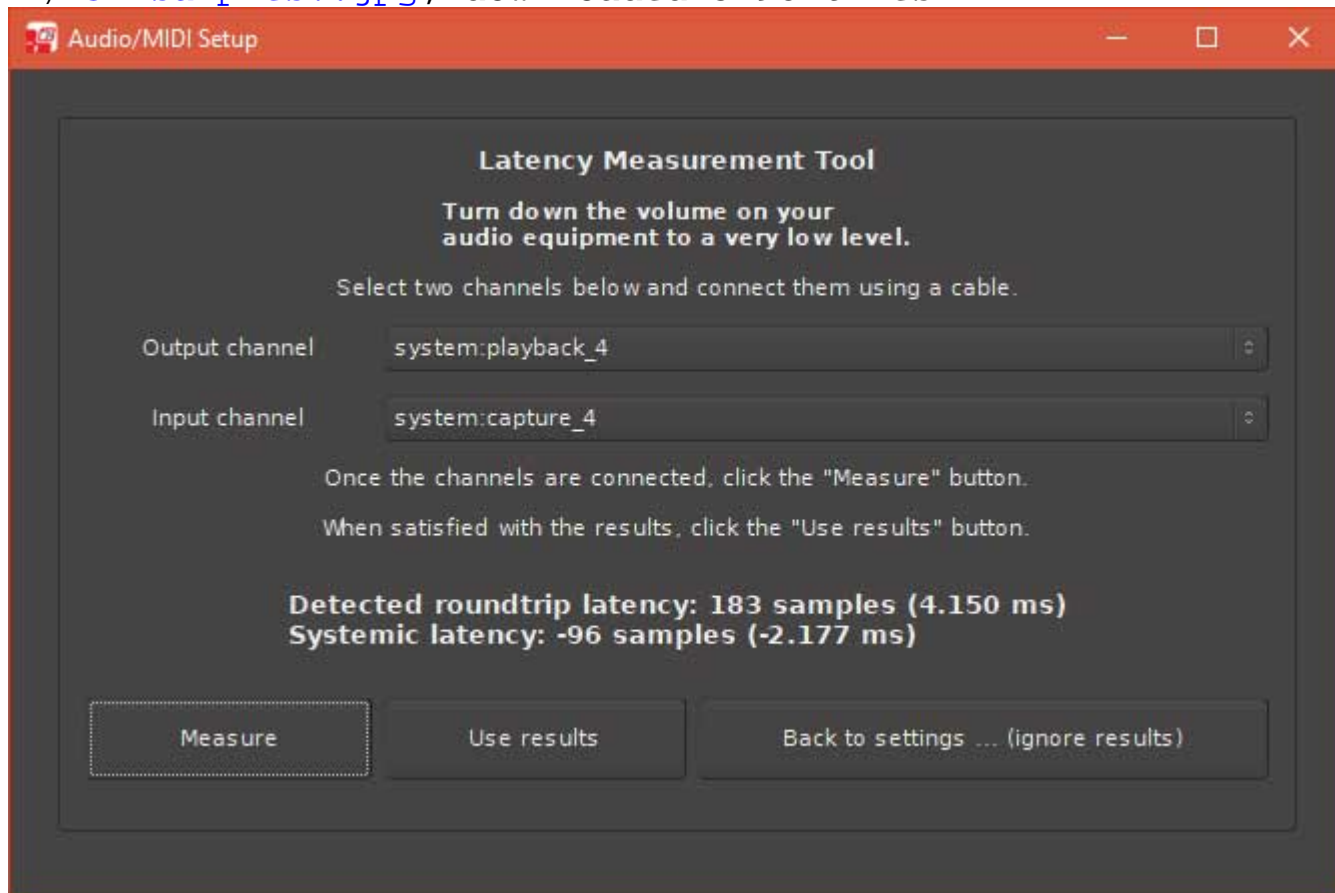 Audio/MIDI Setup
Latency Measurement Tool
Turn down the volume on your
audio equipment to a very low level.
Select two channels below and connect them using a cable.
Output channel system:playback_4
Input channel system:capture_4
Once the channels are connected, click the "Measure" button.
When satisfied with the results, click the "Use results" button.
Detected roundtrip latency: 183 samples (4.150 ms)
Systemic latency: -96 samples (-2.177 ms)
Measure Use results Back to settings ... (ignore results)